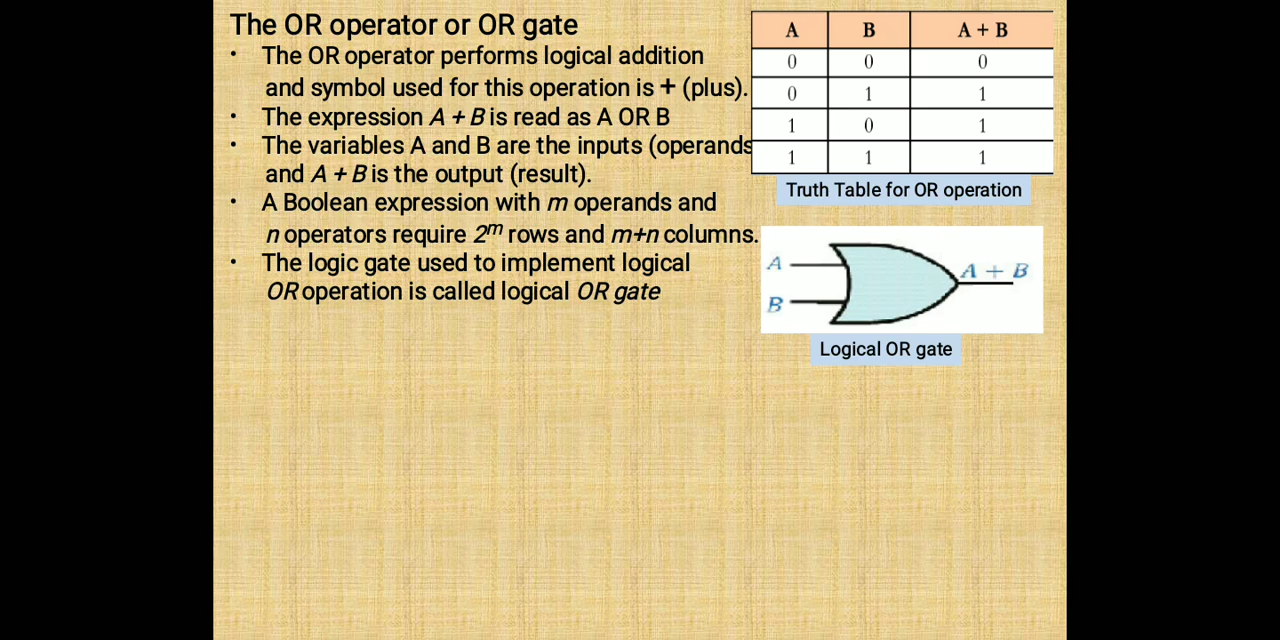 The OR operator or OR gate
• The OR operator performs logical addition
and symbol used for this operation is + (plus).
• The expression A + B is read as A OR B
• The variables A and B are the inputs (operands
and A + B is the output (result).
• A Boolean expression with m operands and
n operators require 2^m rows and m+n columns.
• The logic gate used to implement logical
OR operation is called logical OR gate
A B A + B
0 0 0
0 1 1
1 0 1
1 1 1
Truth Table for OR operation
A
B
A + B
Logical OR gate